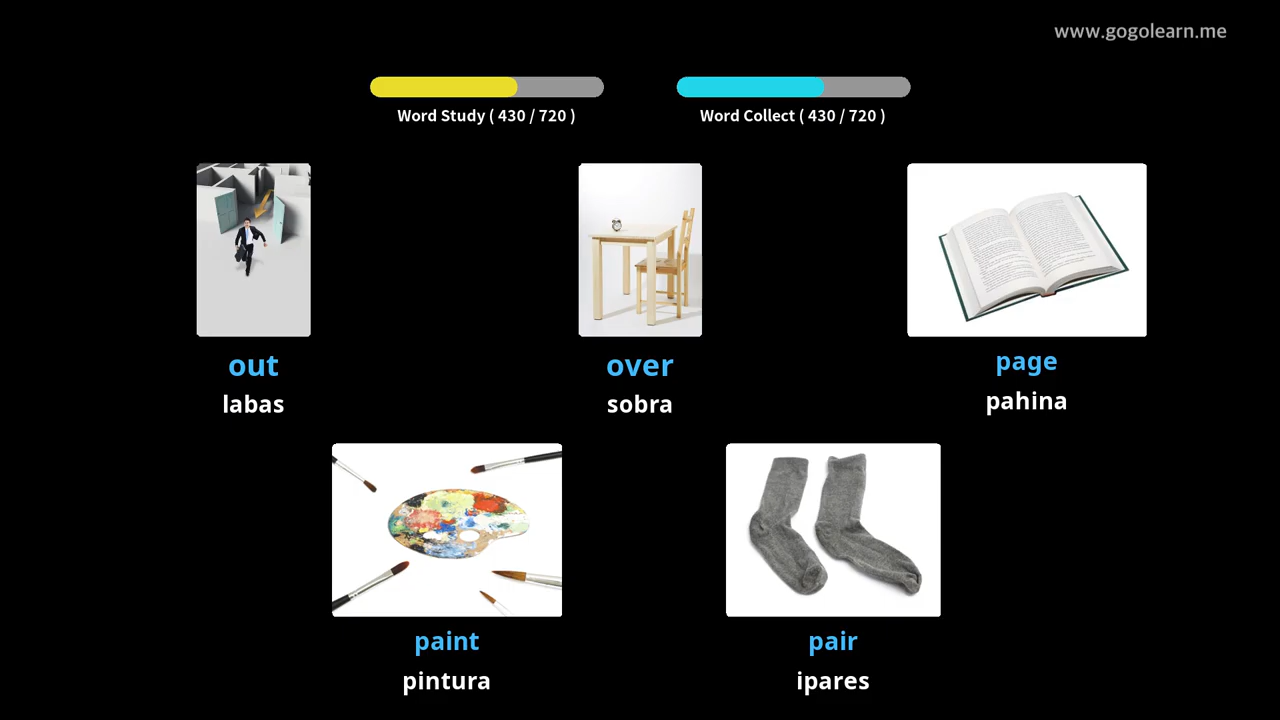 www.gogolearn.me
Word Study ( 430 / 720 )
Word Collect ( 430 / 720 )
out
labas
over
sobra
page
pahina
paint
pintura
pair
ipares